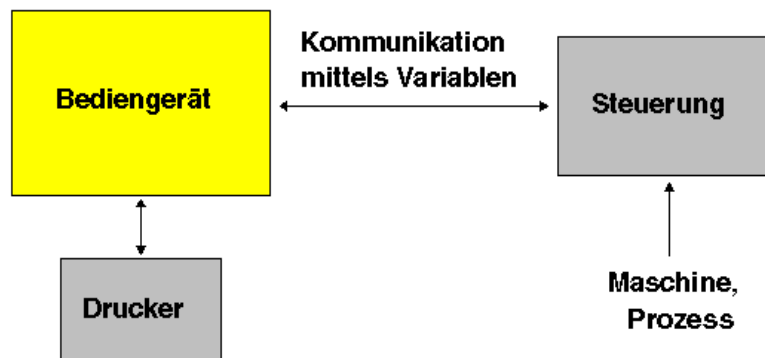 Kommunikation
mittels Variablen
Bediengerät
Steuerung
Drucker
Maschine,
Prozess